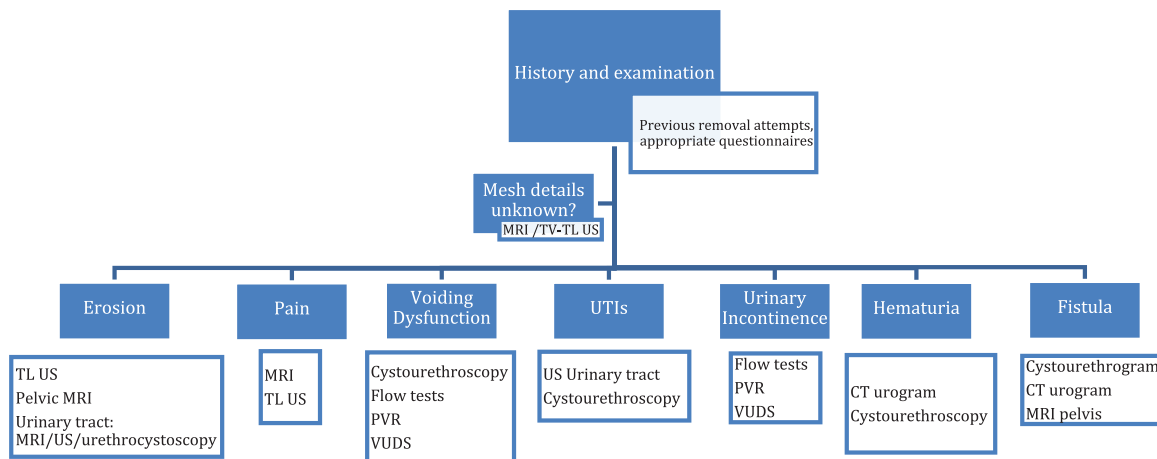 History and examination
Previous removal attempts,
appropriate questionnaires
Mesh details
unknown?
MRI /TV-TL US
Erosion
TL US
Pelvic MRI
Urinary tract:
MRI/US/urethrocystoscopy
Pain
MRI
TL US
Voiding
Dysfunction
Cystourethroscopy
Flow tests
PVR
VUDS
UTIs
US Urinary tract
Cystourethroscopy
Urinary
Incontinence
Flow tests
PVR
VUDS
Hematuria
CT urogram
Cystourethroscopy
Fistula
Cystourethrogram
CT urogram
MRI pelvis